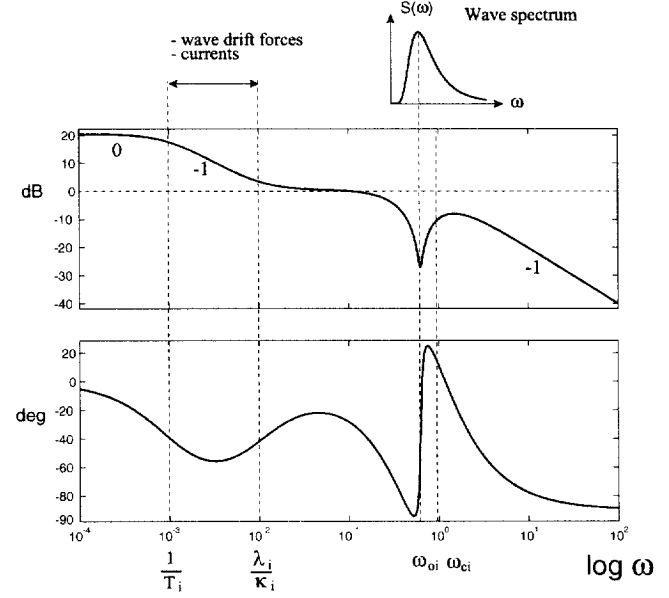 S(ω) Wave spectrum
- wave drift forces
- currents
ω
20
10
0
-10
-20
-30
-40
dB
0
-1
-1
20
0
-20
-40
-60
-80
-90
deg
10⁻⁴ 10⁻³ 10⁻² 10⁻¹ 10⁰ 10¹ 10²
1/Tᵢ λᵢ/κᵢ ωₒᵢ ω_ci log ω